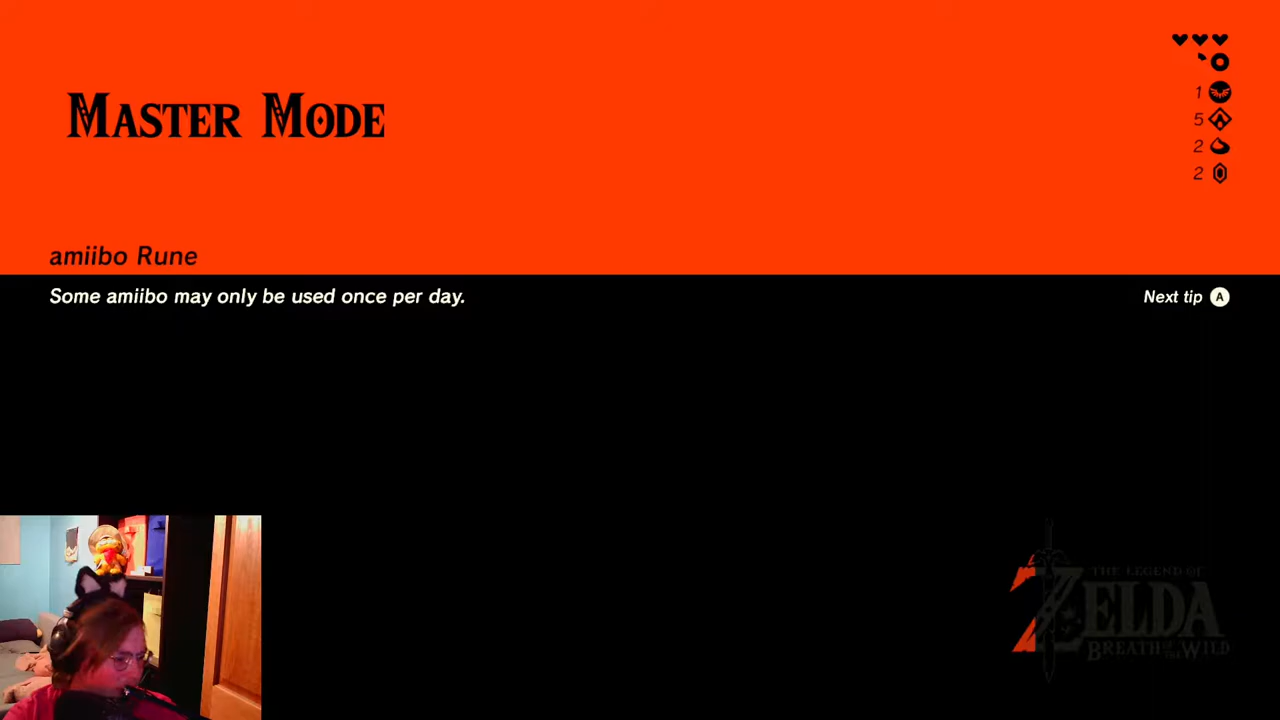 Master Mode
1
5
2
2
amiibo Rune
Some amiibo may only be used once per day.
Next tip A
THE LEGEND OF
ZELDA
BREATH OF THE WILD